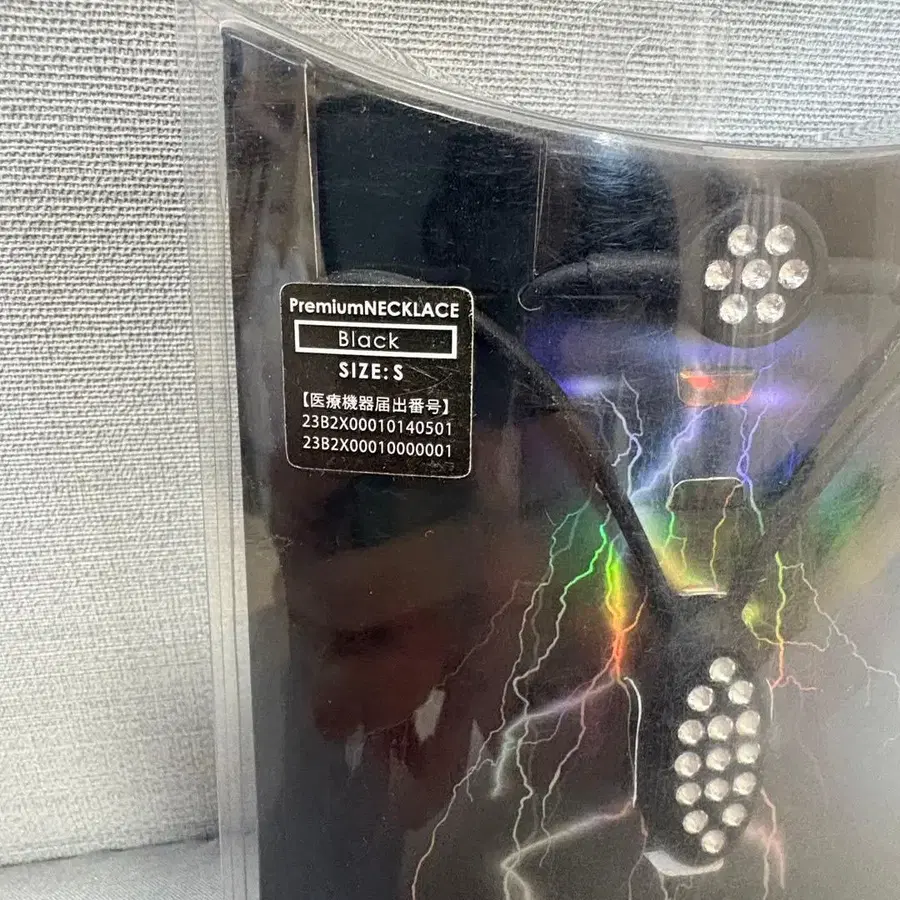 PremiumNECKLACE
Black
SIZE: S
【医療機器届出番号】
23B2X00010140501
23B2X00010000001